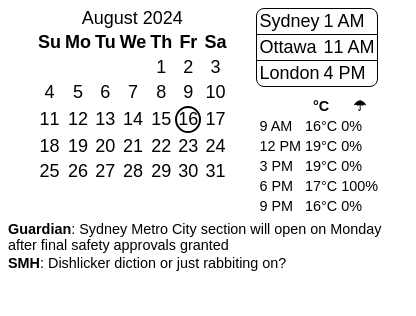 August 2024
Su Mo Tu We Th Fr Sa
1 2 3
4 5 6 7 8 9 10
11 12 13 14 15 16 17
18 19 20 21 22 23 24
25 26 27 28 29 30 31
Sydney 1 AM
Ottawa 11 AM
London 4 PM
°C ☂
9 AM 16°C 0%
12 PM 19°C 0%
3 PM 19°C 0%
6 PM 17°C 100%
9 PM 16°C 0%
Guardian: Sydney Metro City section will open on Monday
after final safety approvals granted
SMH: Dishlicker diction or just rabbiting on?